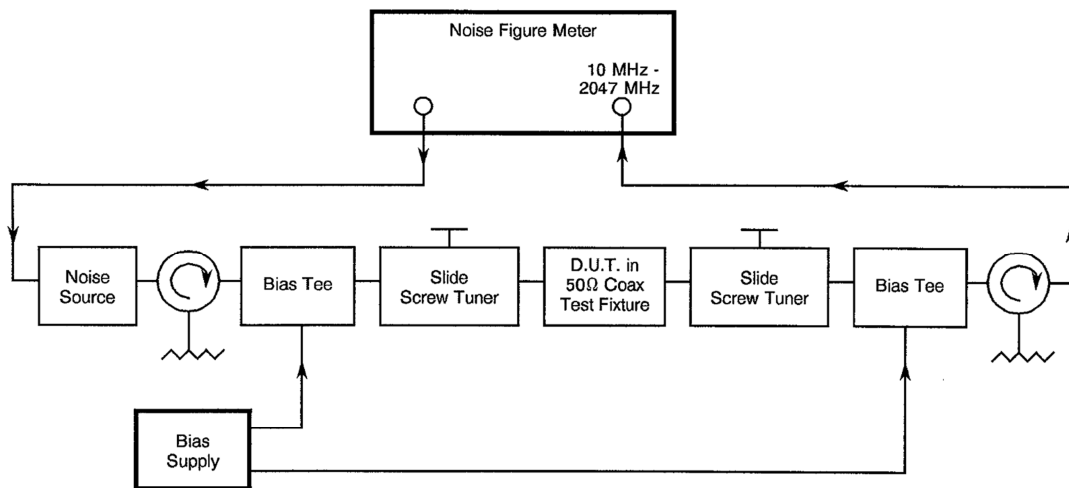 Noise Figure Meter
10 MHz -
2047 MHz
Noise
Source
Bias Tee
Slide
Screw Tuner
D.U.T. in
50Ω Coax
Test Fixture
Slide
Screw Tuner
Bias Tee
Bias
Supply